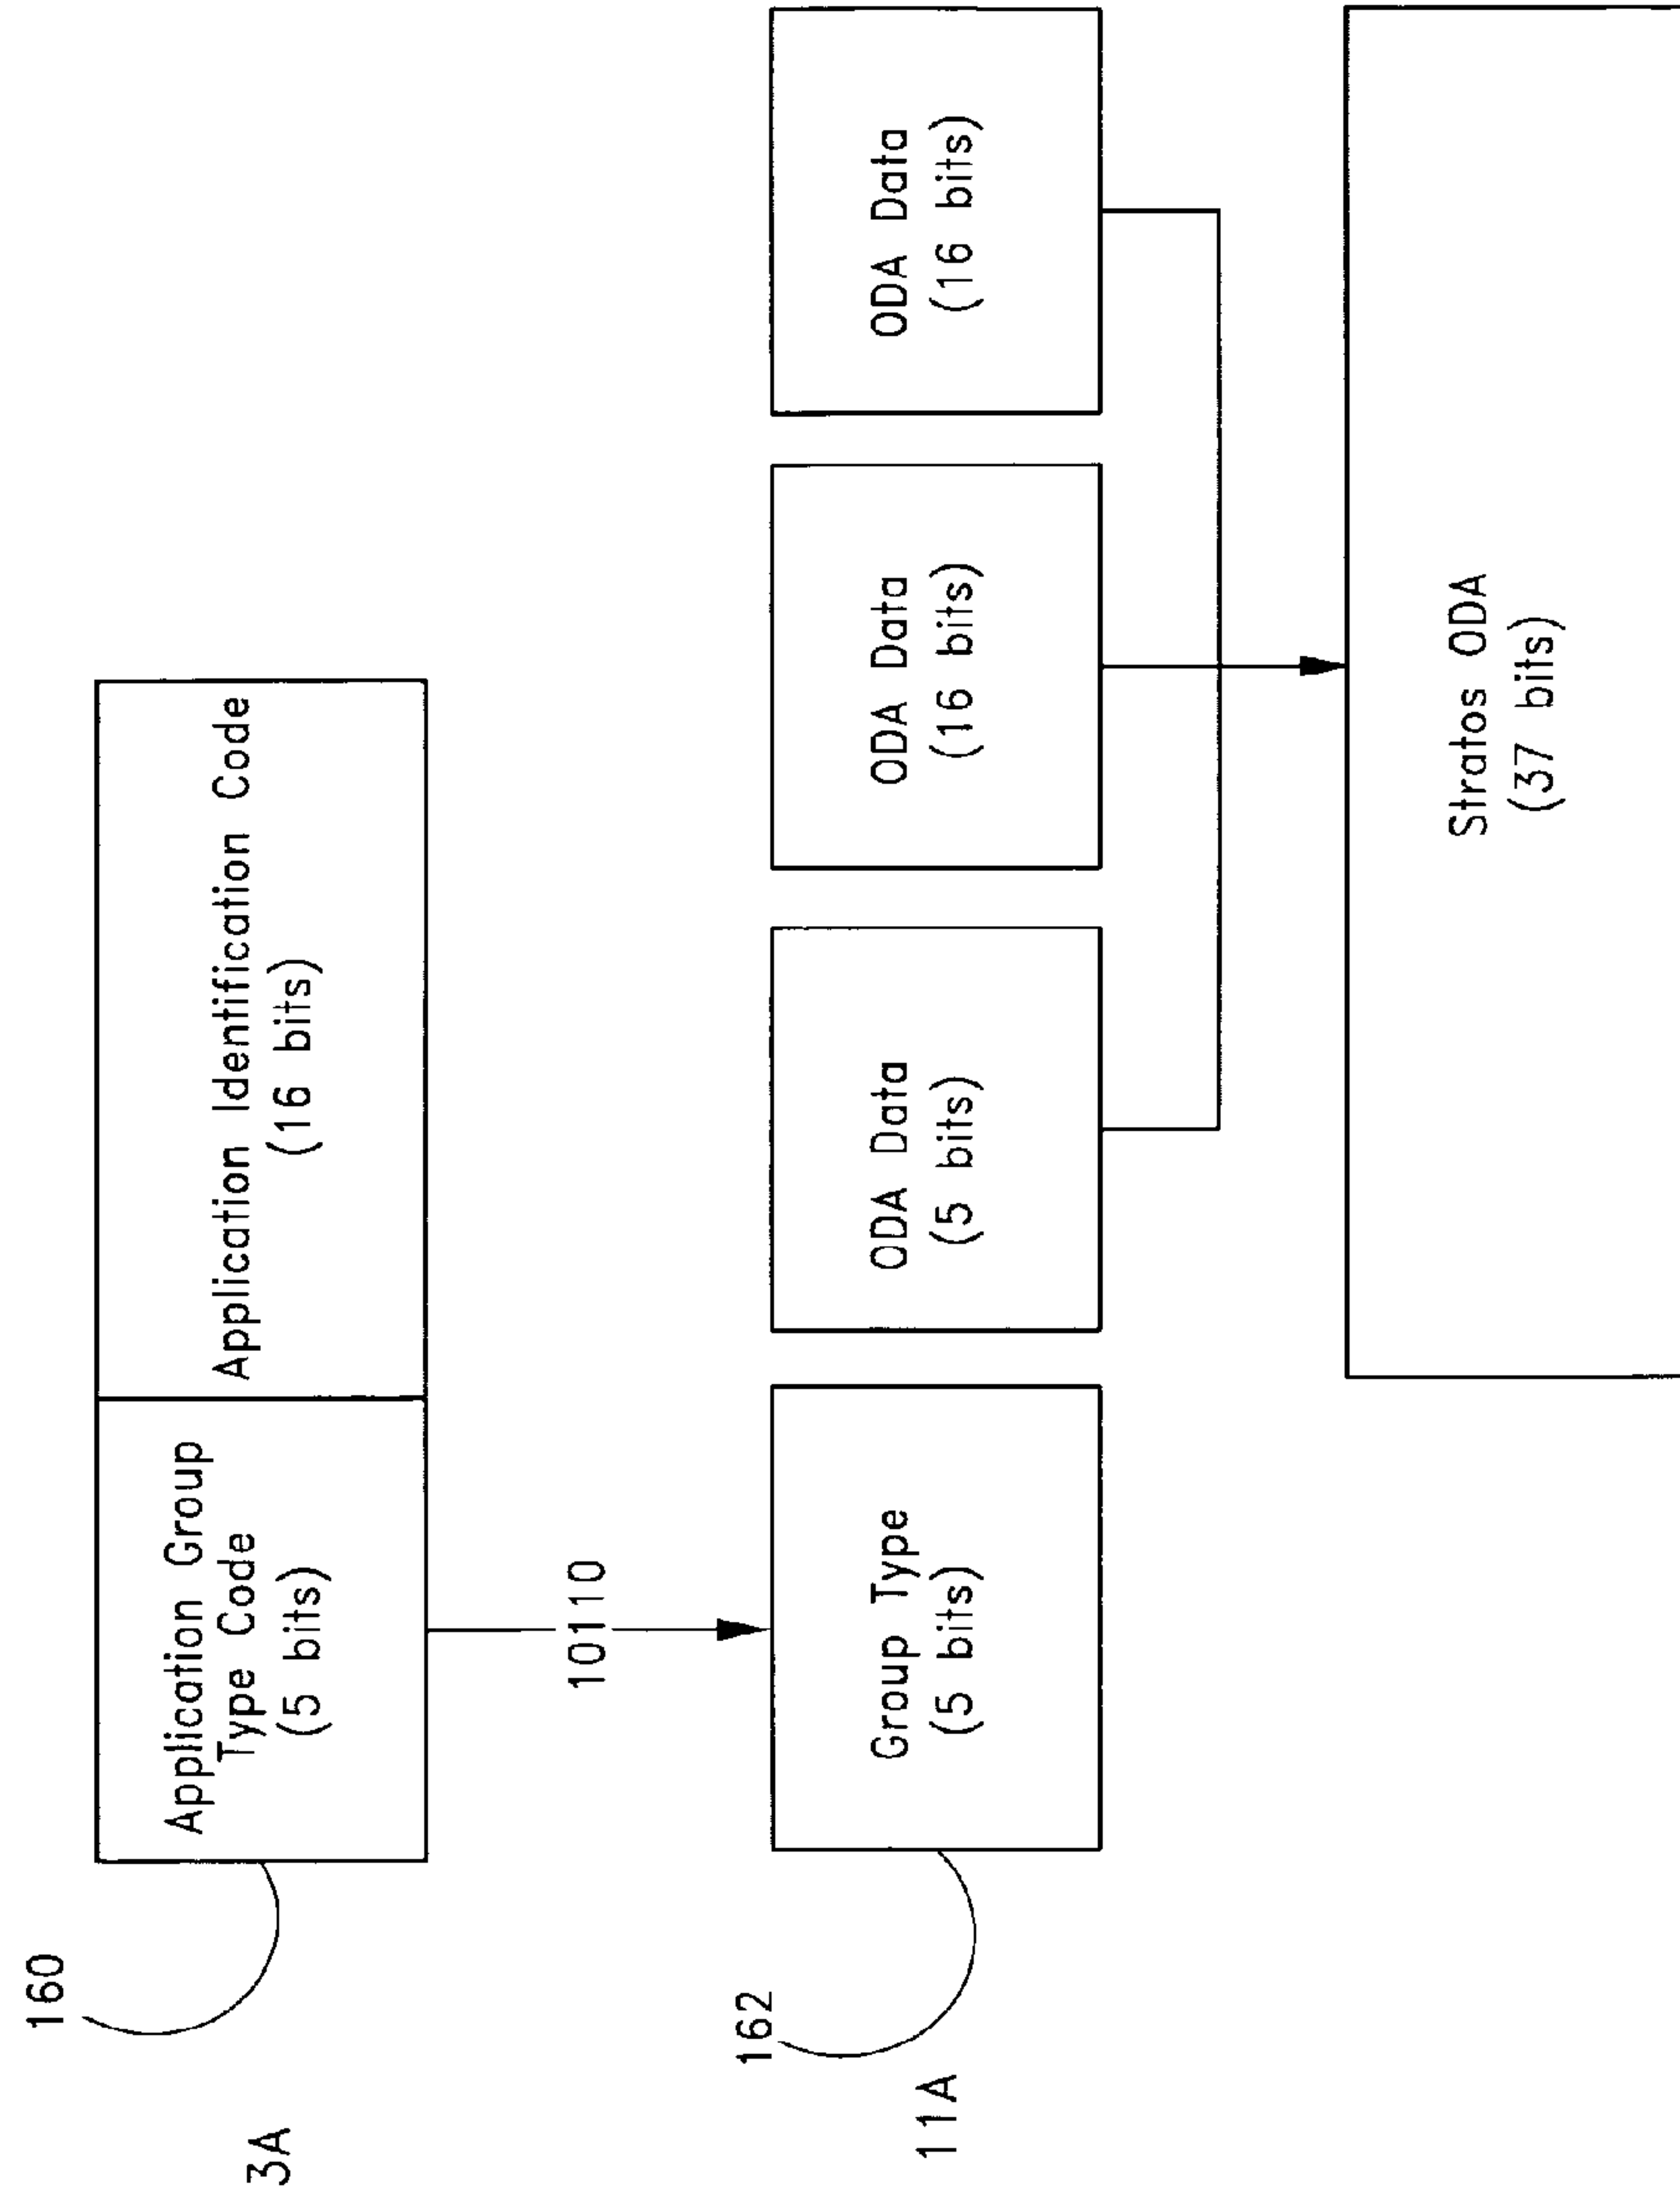 160
3A
Application Group
Type Code
(5 bits)
Application Identification Code
(16 bits)
10110
162
11A
Group Type
(5 bits)
ODA Data
(5 bits)
ODA Data
(16 bits)
ODA Data
(16 bits)
Stratos ODA
(37 bits)